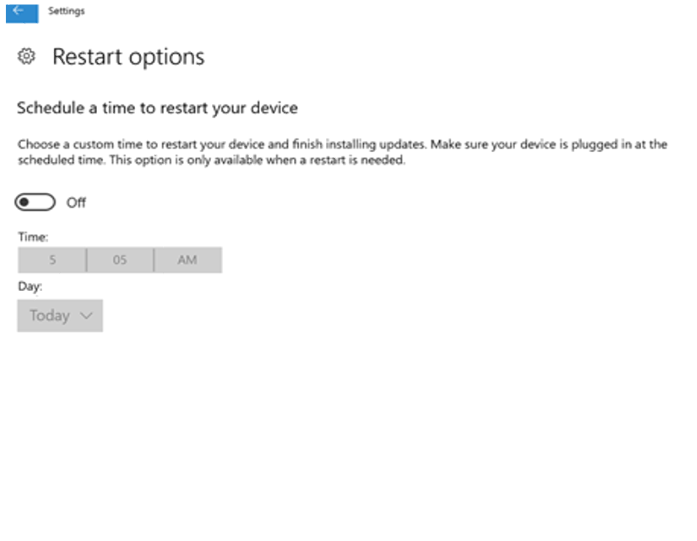 Settings
Restart options
Schedule a time to restart your device
Choose a custom time to restart your device and finish installing updates. Make sure your device is plugged in at the
scheduled time. This option is only available when a restart is needed.
Off
Time:
5 05 AM
Day:
Today